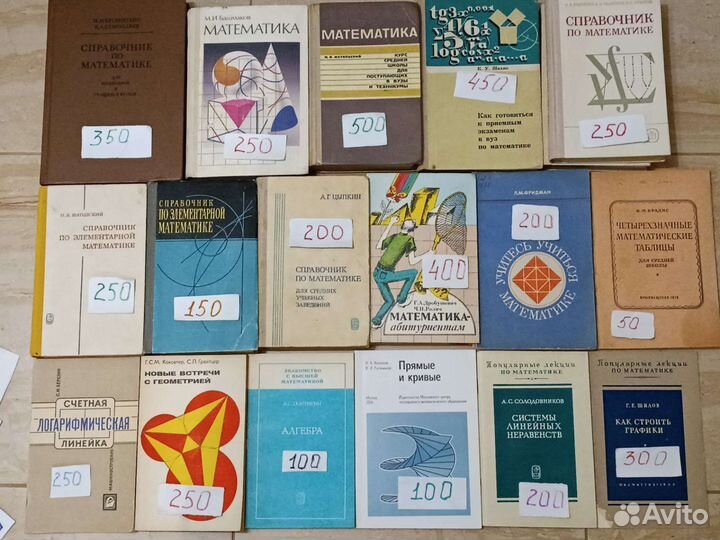 СПРАВОЧНИК
ПО
МАТЕМАТИКЕ
350
М.И.Башмаков
МАТЕМАТИКА
250
МАТЕМАТИКА
КУРС
СРЕДНЕЙ
ШКОЛЫ ДЛЯ
ПОСТУПАЮЩИХ
В ВУЗЫ
И ТЕХНИКУМЫ
500
К. У. Шахно
450
Как готовиться
к приемным
экзаменам
в вуз
по математике
СПРАВОЧНИК
ПО МАТЕМАТИКЕ
250
СПРАВОЧНИК
ПО ЭЛЕМЕНТАРНОЙ
МАТЕМАТИКЕ
250
СПРАВОЧНИК
ПО ЭЛЕМЕНТАРНОЙ
МАТЕМАТИКЕ
150
А.Г.ЦЫПКИН
200
СПРАВОЧНИК
ПО МАТЕМАТИКЕ
ДЛЯ СРЕДНИХ
УЧЕБНЫХ
ЗАВЕДЕНИЙ
400
МАТЕМАТИКА-
абитуриентам
Л.М.ФРИДМАН
200
УЧИТЕСЬ УЧИТЬСЯ
МАТЕМАТИКЕ
В. М. БРАДИС
ЧЕТЫРЕХЗНАЧНЫЕ
МАТЕМАТИЧЕСКИЕ
ТАБЛИЦЫ
ДЛЯ СРЕДНЕЙ
ШКОЛЫ
50
СЧЕТНАЯ
ЛОГАРИФМИЧЕСКАЯ
ЛИНЕЙКА
250
Г.С.М. Коксетер, С.Л. Грейтцер
НОВЫЕ ВСТРЕЧИ
С ГЕОМЕТРИЕЙ
250
ЗНАКОМСТВО
С ВЫСШЕЙ
МАТЕМАТИКОЙ
Л.С. ПОНТРЯГИН
АЛГЕБРА
100
Прямые
и кривые
100
Популярные лекции
ПО МАТЕМАТИКЕ
А.С.СОЛОДОВНИКОВ
СИСТЕМЫ
ЛИНЕЙНЫХ
НЕРАВЕНСТВ
200
Популярные лекции
ПО МАТЕМАТИКЕ
Г.Е.ШИЛОВ
КАК СТРОИТЬ
ГРАФИКИ
300
Avito